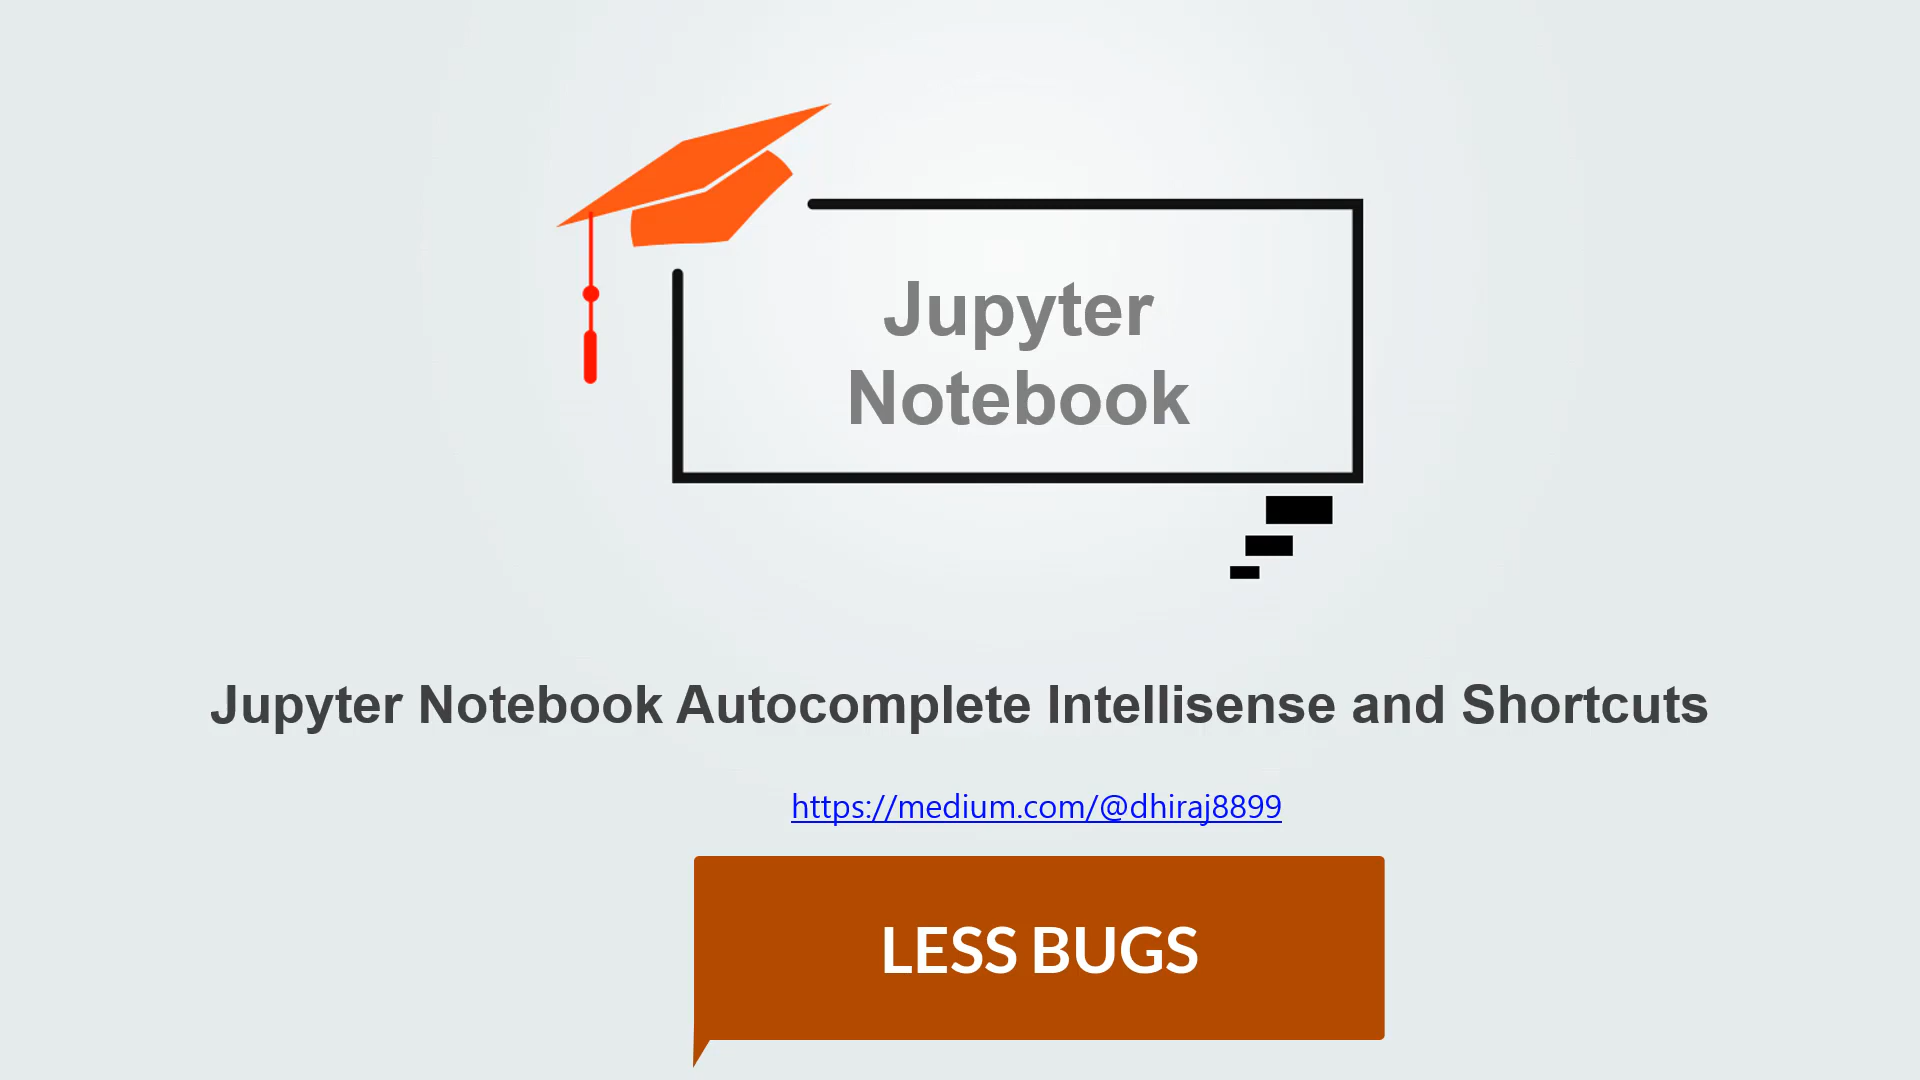 Jupyter
Notebook
Jupyter Notebook Autocomplete Intellisense and Shortcuts
https://medium.com/@dhiraj8899
LESS BUGS